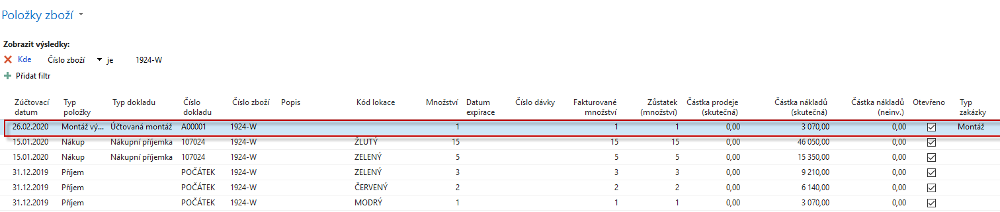 Položky zboží
Zobrazit výsledky:
Kde Číslo zboží je 1924-W
Přidat filtr
Zúčtovací datum Typ položky Typ dokladu Číslo dokladu Číslo zboží Popis Kód lokace Množství Datum expirace Číslo dávky Fakturované množství Zůstatek (množství) Částka prodeje (skutečná) Částka nákladů (skutečná) Částka nákladů (neinv.) Otevřeno Typ zakázky
26.02.2020 Montáž vý... Účtovaná montáž A00001 1924-W 1 1 1 0,00 3 070,00 0,00 Montáž
15.01.2020 Nákup Nákupní příjemka 107024 1924-W ŽLUTÝ 15 15 15 0,00 46 050,00 0,00
15.01.2020 Nákup Nákupní příjemka 107024 1924-W ZELENÝ 5 5 5 0,00 15 350,00 0,00
31.12.2019 Příjem POČÁTEK 1924-W ZELENÝ 3 3 3 0,00 9 210,00 0,00
31.12.2019 Příjem POČÁTEK 1924-W ČERVENÝ 2 2 2 0,00 6 140,00 0,00
31.12.2019 Příjem POČÁTEK 1924-W MODRÝ 1 1 1 0,00 3 070,00 0,00